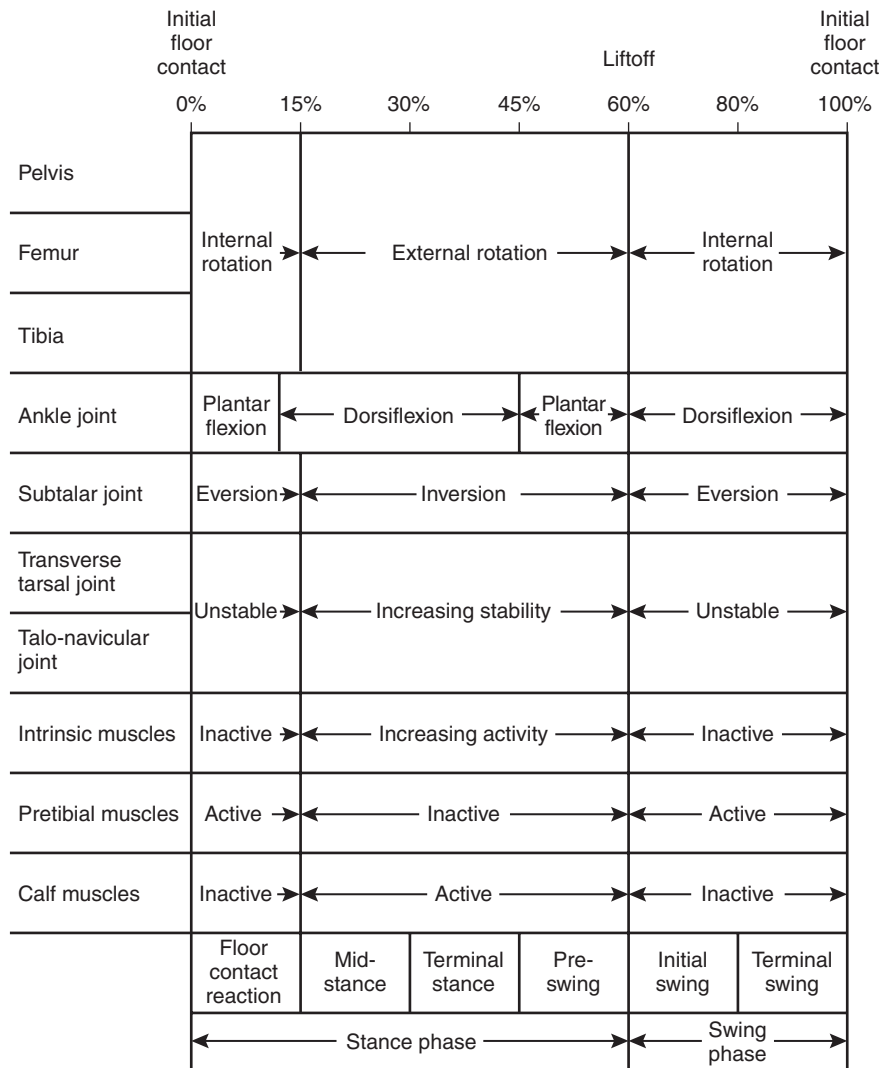 Initial
floor
contact
Liftoff
Initial
floor
contact
0% 15% 30% 45% 60% 80% 100%
Pelvis
Femur
Tibia
Internal
rotation
External rotation
Internal
rotation
Ankle joint
Plantar
flexion
Dorsiflexion
Plantar
flexion
Dorsiflexion
Subtalar joint
Eversion
Inversion
Eversion
Transverse
tarsal joint
Talo-navicular
joint
Unstable
Increasing stability
Unstable
Intrinsic muscles
Inactive
Increasing activity
Inactive
Pretibial muscles
Active
Inactive
Active
Calf muscles
Inactive
Active
Inactive
Floor
contact
reaction
Mid-
stance
Terminal
stance
Pre-
swing
Initial
swing
Terminal
swing
Stance phase
Swing
phase